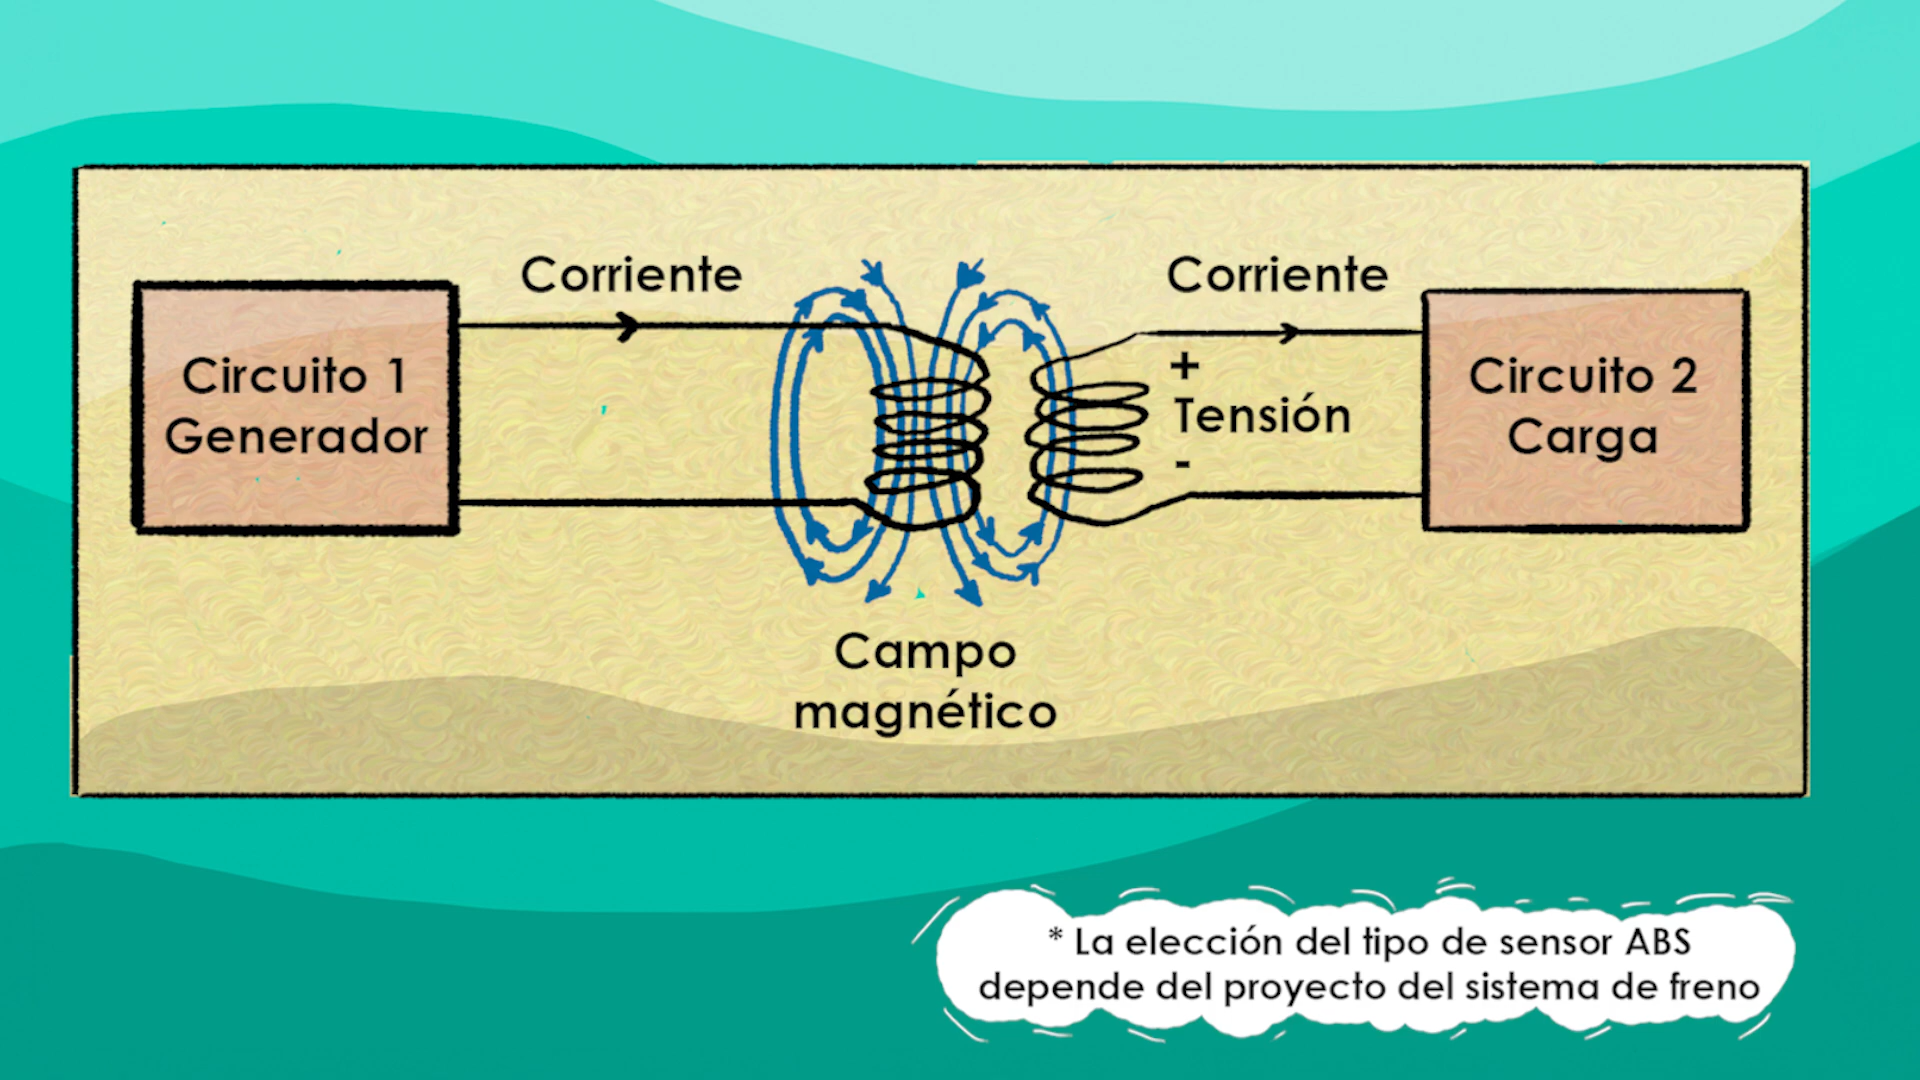 Corriente
Corriente
Circuito 1
Generador
+
Tensión
-
Circuito 2
Carga
Campo
magnético
* La elección del tipo de sensor ABS
depende del proyecto del sistema de freno